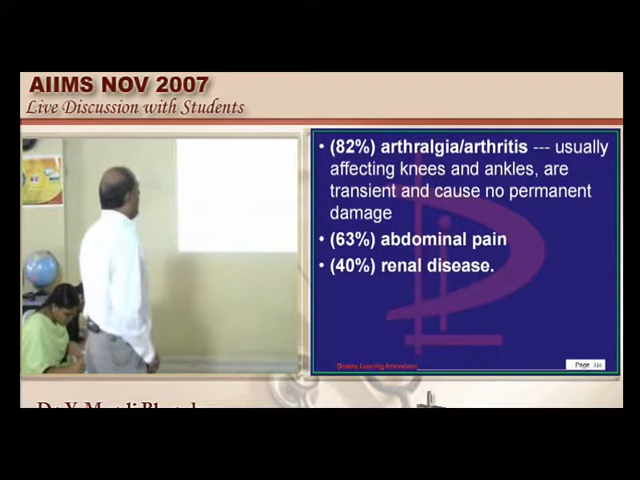 AIIMS NOV 2007
Live Discussion with Students
• (82%) arthralgia/arthritis --- usually
affecting knees and ankles, are
transient and cause no permanent
damage
• (63%) abdominal pain
• (40%) renal disease.
Page